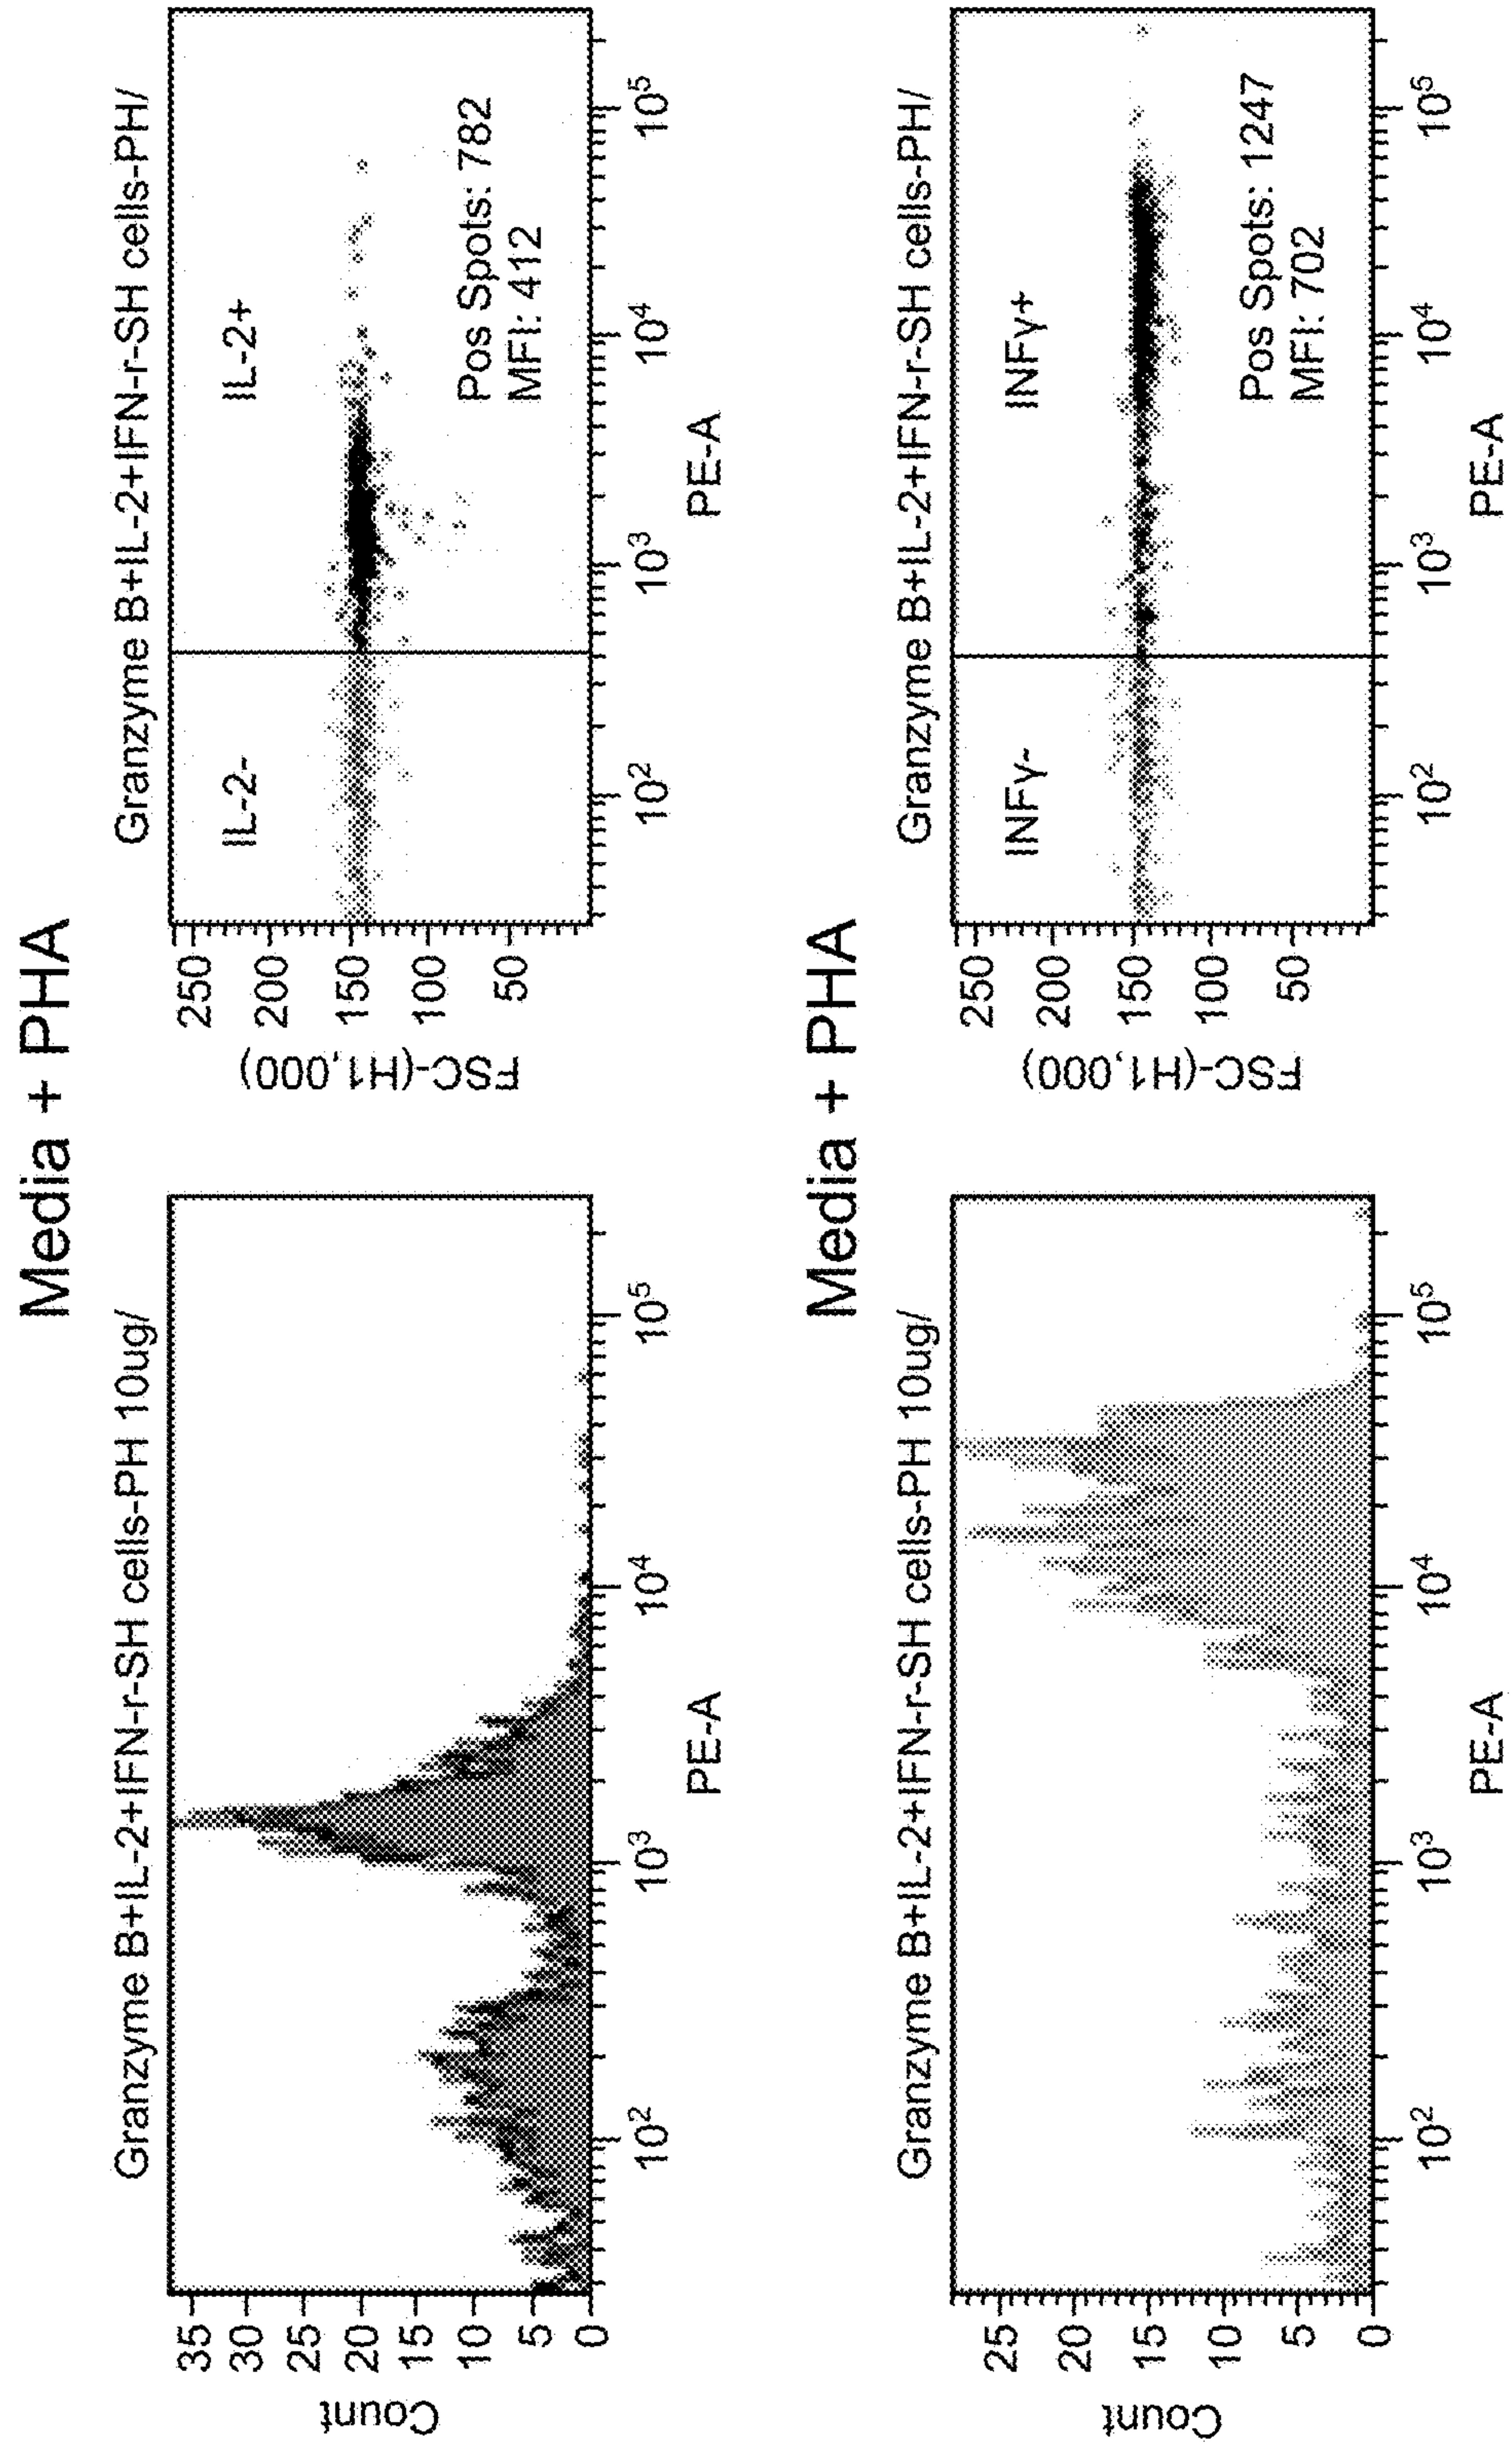 Media + PHA
Granzyme B+IL-2+IFN-r-SH cells-PH 10ug/
Count
35
30
25
20
15
10
5
0
10²
10³
10⁴
10⁵
PE-A
Granzyme B+IL-2+IFN-r-SH cells-PH/
FSC-(H1,000)
250
200
150
100
50
IL-2-
IL-2+
Pos Spots: 782
MFI: 412
10²
10³
10⁴
10⁵
PE-A
Media + PHA
Granzyme B+IL-2+IFN-r-SH cells-PH 10ug/
Count
25
20
15
10
5
0
10²
10³
10⁴
10⁵
PE-A
Granzyme B+IL-2+IFN-r-SH cells-PH/
FSC-(H1,000)
250
200
150
100
50
INFγ-
INFγ+
Pos Spots: 1247
MFI: 702
10²
10³
10⁴
10⁵
PE-A